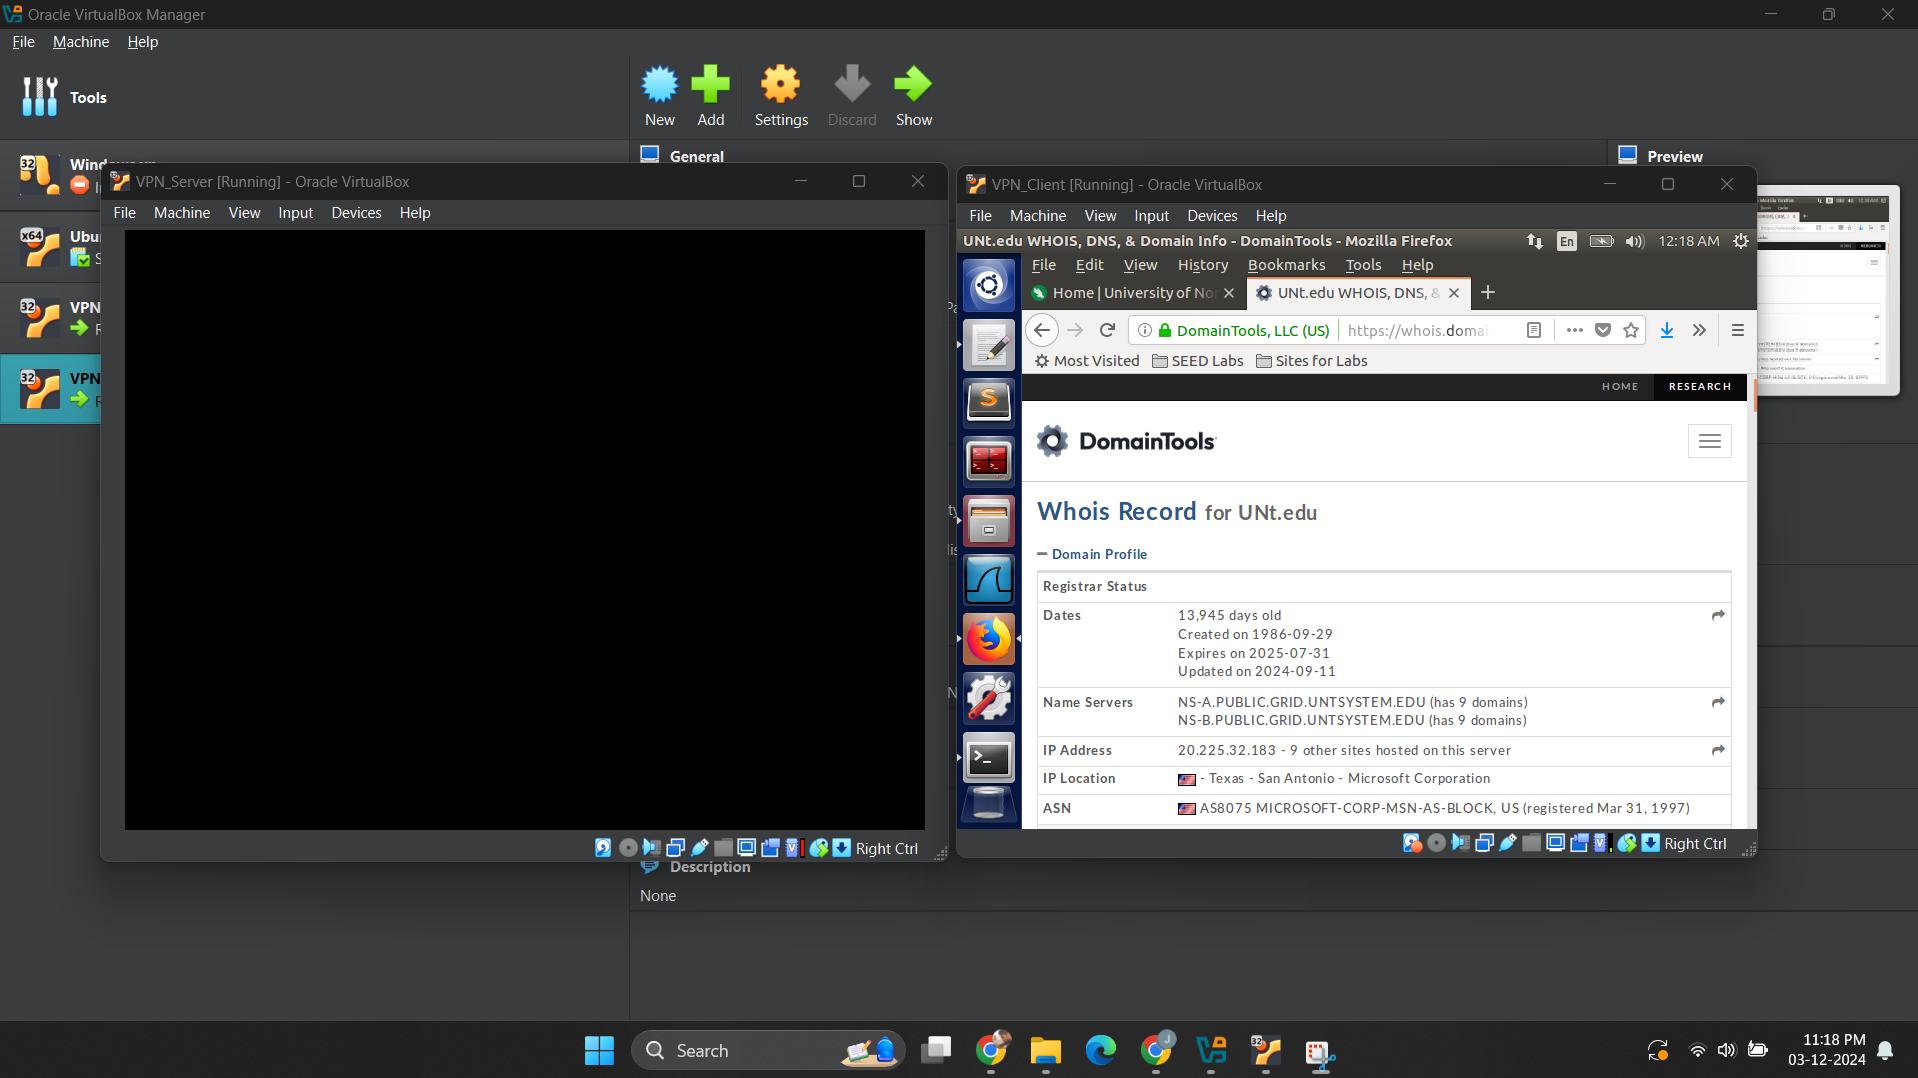 Oracle VirtualBox Manager
File Machine Help
Tools
New Add Settings Discard Show
General
Preview
32
x64
Ubu
32
VPN
32
VPN
VPN_Server [Running] - Oracle VirtualBox
File Machine View Input Devices Help
Right Ctrl
VPN_Client [Running] - Oracle VirtualBox
File Machine View Input Devices Help
UNt.edu WHOIS, DNS, & Domain Info - DomainTools - Mozilla Firefox
En
12:18 AM
File Edit View History Bookmarks Tools Help
Home | University of No
UNt.edu WHOIS, DNS, &
DomainTools, LLC (US)
https://whois.domai
Most Visited SEED Labs Sites for Labs
HOME RESEARCH
DomainTools
Whois Record for UNt.edu
Domain Profile
Registrar Status
Dates 13,945 days old
Created on 1986-09-29
Expires on 2025-07-31
Updated on 2024-09-11
Name Servers NS-A.PUBLIC.GRID.UNTSYSTEM.EDU (has 9 domains)
NS-B.PUBLIC.GRID.UNTSYSTEM.EDU (has 9 domains)
IP Address 20.225.32.183 - 9 other sites hosted on this server
IP Location - Texas - San Antonio - Microsoft Corporation
ASN AS8075 MICROSOFT-CORP-MSN-AS-BLOCK, US (registered Mar 31, 1997)
Right Ctrl
Description
None
Search
11:18 PM
03-12-2024